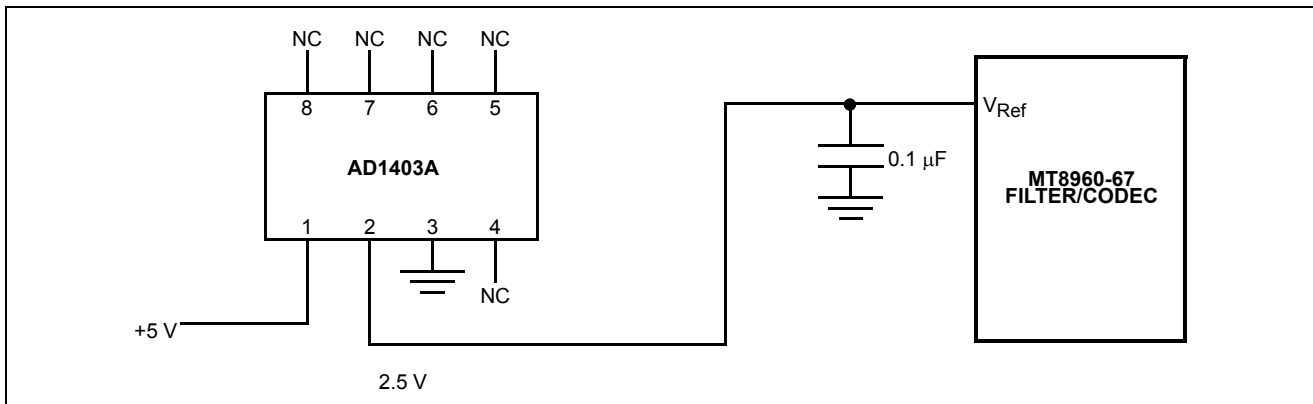 NC NC NC NC
8 7 6 5
AD1403A
1 2 3 4
NC
+5 V
2.5 V
0.1 μF
VRef
MT8960-67
FILTER/CODEC